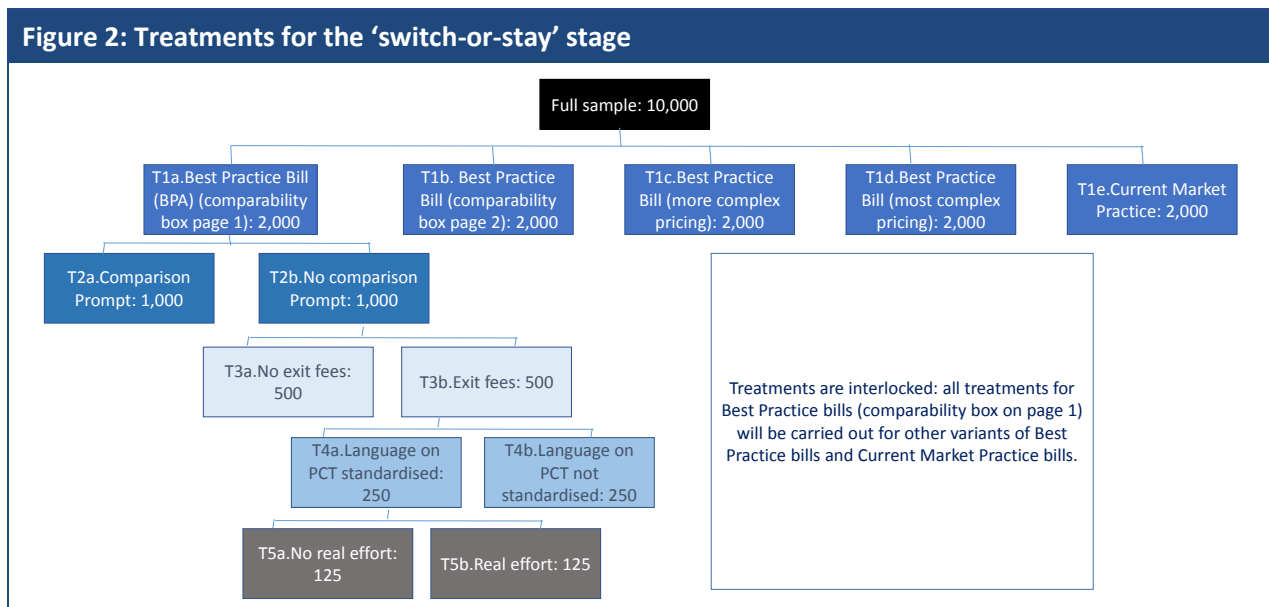 Figure 2: Treatments for the ‘switch-or-stay’ stage
Full sample: 10,000
T1a.Best Practice Bill
(BPA) (comparability
box page 1): 2,000
T1b. Best Practice
Bill (comparability
box page 2): 2,000
T1c.Best Practice
Bill (more complex
pricing): 2,000
T1d.Best Practice
Bill (most complex
pricing): 2,000
T1e.Current Market
Practice: 2,000
T2a.Comparison
Prompt: 1,000
T2b.No comparison
Prompt: 1,000
T3a.No exit fees:
500
T3b.Exit fees: 500
T4a.Language on
PCT standardised:
250
T4b.Language on
PCT not
standardised: 250
T5a.No real effort:
125
T5b.Real effort: 125
Treatments are interlocked: all treatments for
Best Practice bills (comparability box on page 1)
will be carried out for other variants of Best
Practice bills and Current Market Practice bills.